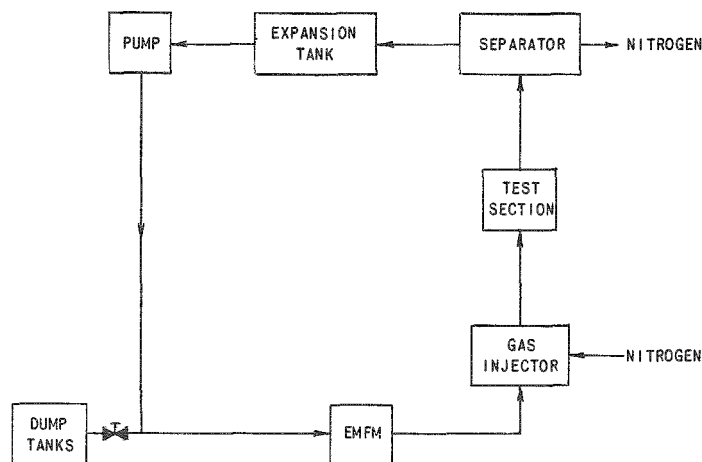 PUMP
EXPANSION
TANK
SEPARATOR
NITROGEN
TEST
SECTION
GAS
INJECTOR
NITROGEN
DUMP
TANKS
T
EMFM